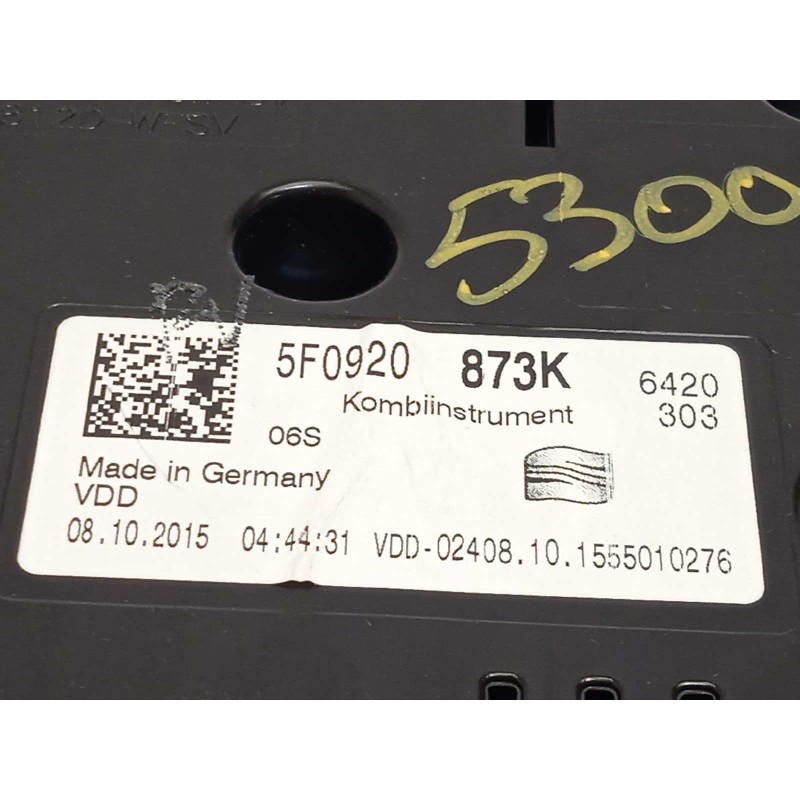 5300
5F0920 873K 6420
Kombiinstrument 303
06S
Made in Germany
VDD
08.10.2015 04:44:31 VDD-02408.10.1555010276